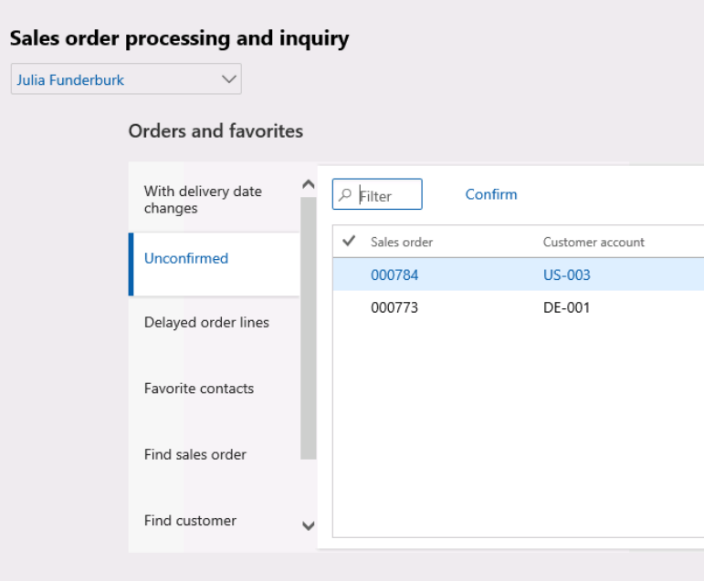 Sales order processing and inquiry
Julia Funderburk
Orders and favorites
With delivery date
changes
Unconfirmed
Delayed order lines
Favorite contacts
Find sales order
Find customer
Filter
Confirm
Sales order Customer account
000784 US-003
000773 DE-001